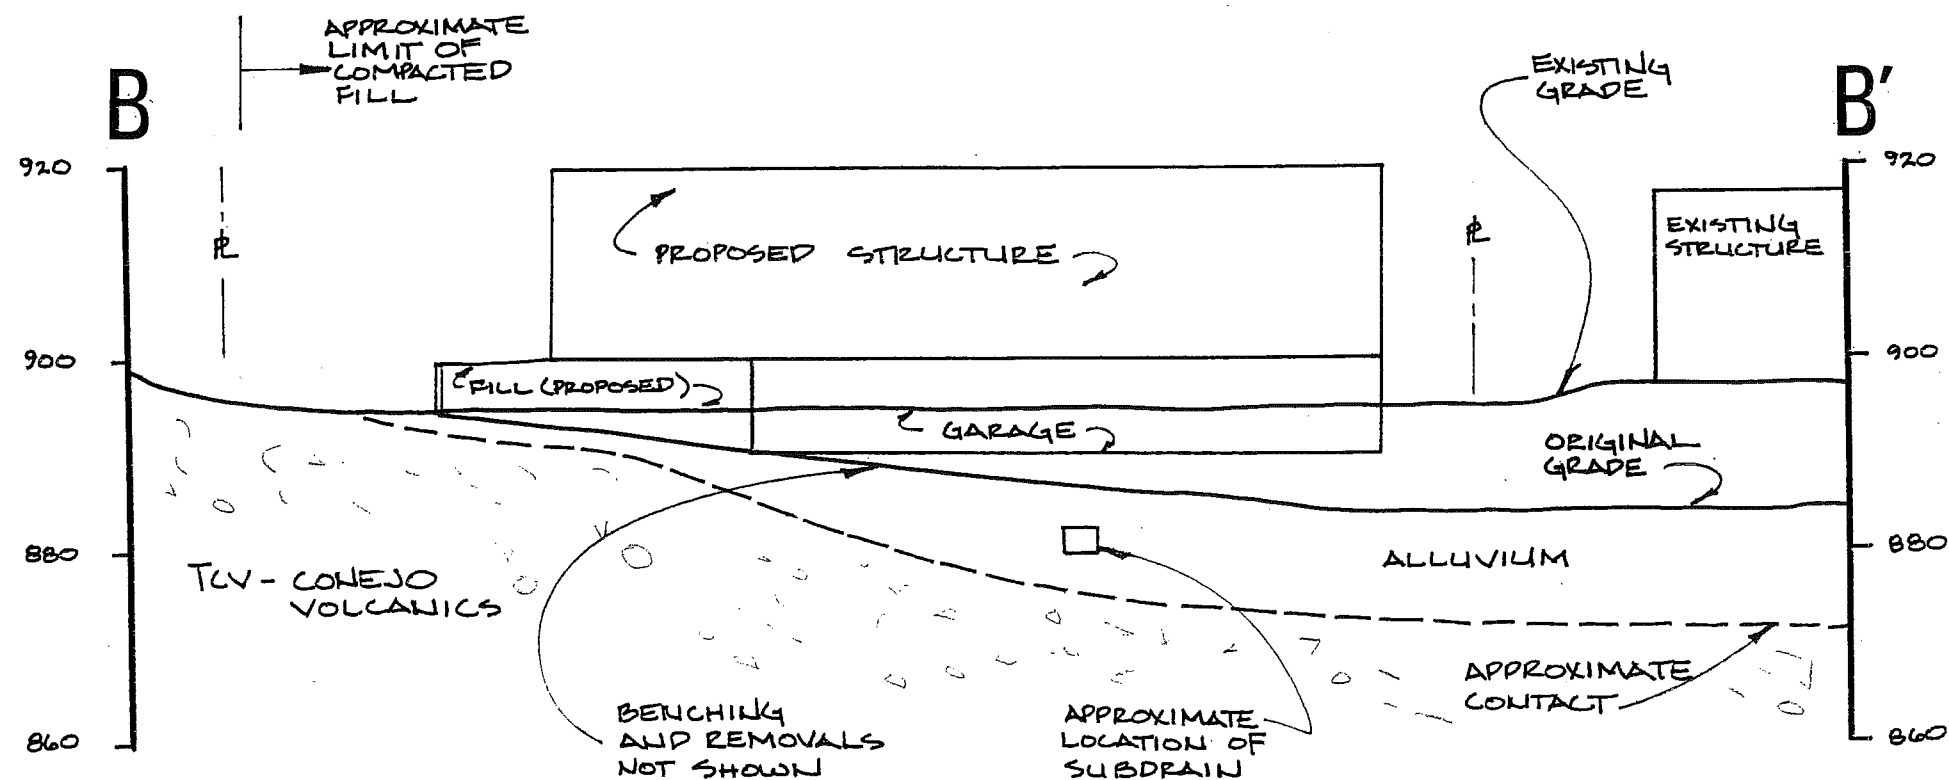 APPROXIMATE
LIMIT OF
COMPACTED
FILL
EXISTING
GRADE
B
B'
920
920
PL
PL
EXISTING
STRUCTURE
PROPOSED STRUCTURE
900
900
FILL (PROPOSED)
GARAGE
ORIGINAL
GRADE
880
880
ALLUVIUM
TCV - CONEJO
VOLCANICS
APPROXIMATE
CONTACT
BENCHING
AND REMOVALS
NOT SHOWN
APPROXIMATE
LOCATION OF
SUBDRAIN
860
860